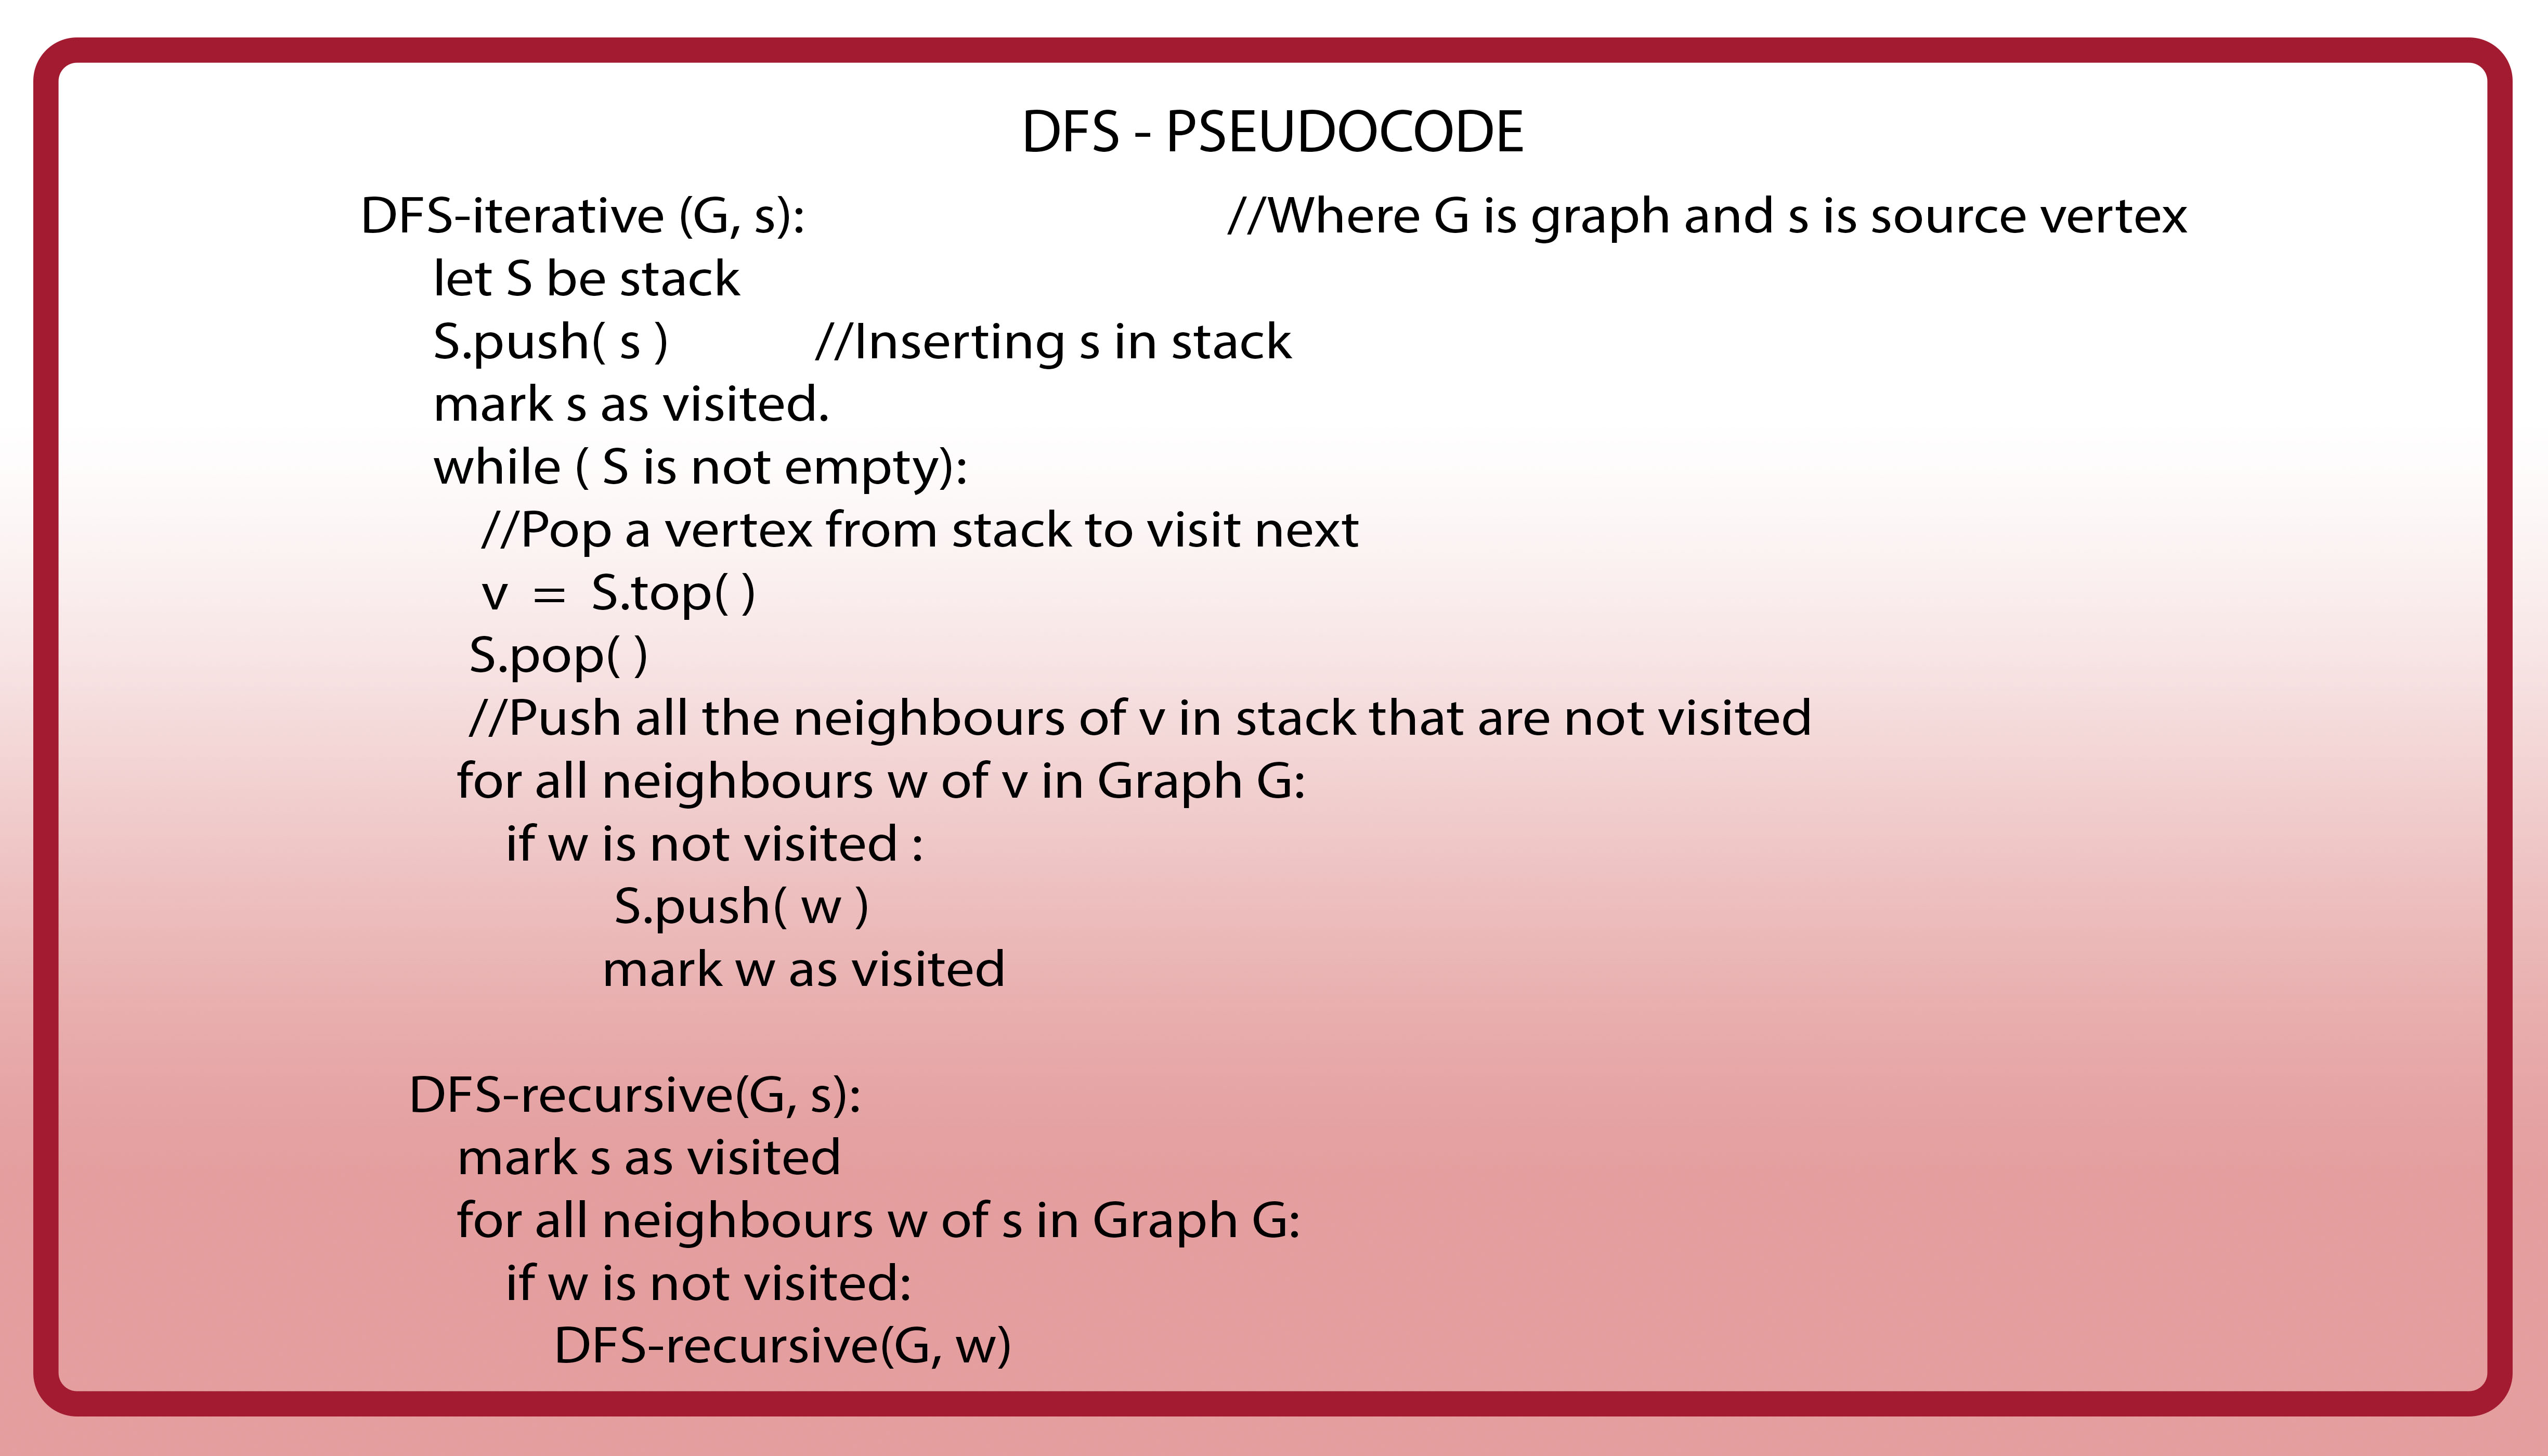 DFS - PSEUDOCODE
DFS-iterative (G, s): //Where G is graph and s is source vertex
let S be stack
S.push( s ) //Inserting s in stack
mark s as visited.
while ( S is not empty):
//Pop a vertex from stack to visit next
v = S.top( )
S.pop( )
//Push all the neighbours of v in stack that are not visited
for all neighbours w of v in Graph G:
if w is not visited :
S.push( w )
mark w as visited
DFS-recursive(G, s):
mark s as visited
for all neighbours w of s in Graph G:
if w is not visited:
DFS-recursive(G, w)